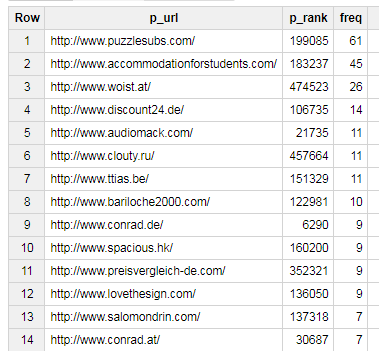 Row p_url p_rank freq
1 http://www.puzzlesubs.com/ 199085 61
2 http://www.accommodationforstudents.com/ 183237 45
3 http://www.woist.at/ 474523 26
4 http://www.discount24.de/ 106735 14
5 http://www.audiomack.com/ 21735 11
6 http://www.clouty.ru/ 457664 11
7 http://www.ttias.be/ 151329 11
8 http://www.bariloche2000.com/ 122981 10
9 http://www.conrad.de/ 6290 9
10 http://www.spacious.hk/ 160200 9
11 http://www.preisvergleich-de.com/ 352321 9
12 http://www.lovethesign.com/ 136050 9
13 http://www.salomondrin.com/ 137318 7
14 http://www.conrad.at/ 30687 7